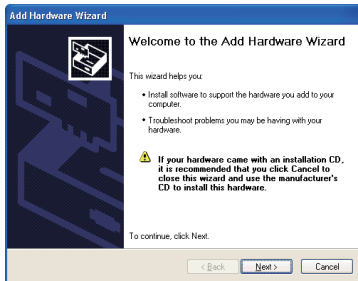 Add Hardware Wizard
Welcome to the Add Hardware Wizard
This wizard helps you:
• Install software to support the hardware you add to your
computer.
• Troubleshoot problems you may be having with your
hardware.
If your hardware came with an installation CD,
it is recommended that you click Cancel to
close this wizard and use the manufacturer's
CD to install this hardware.
To continue, click Next.
< Back Next > Cancel